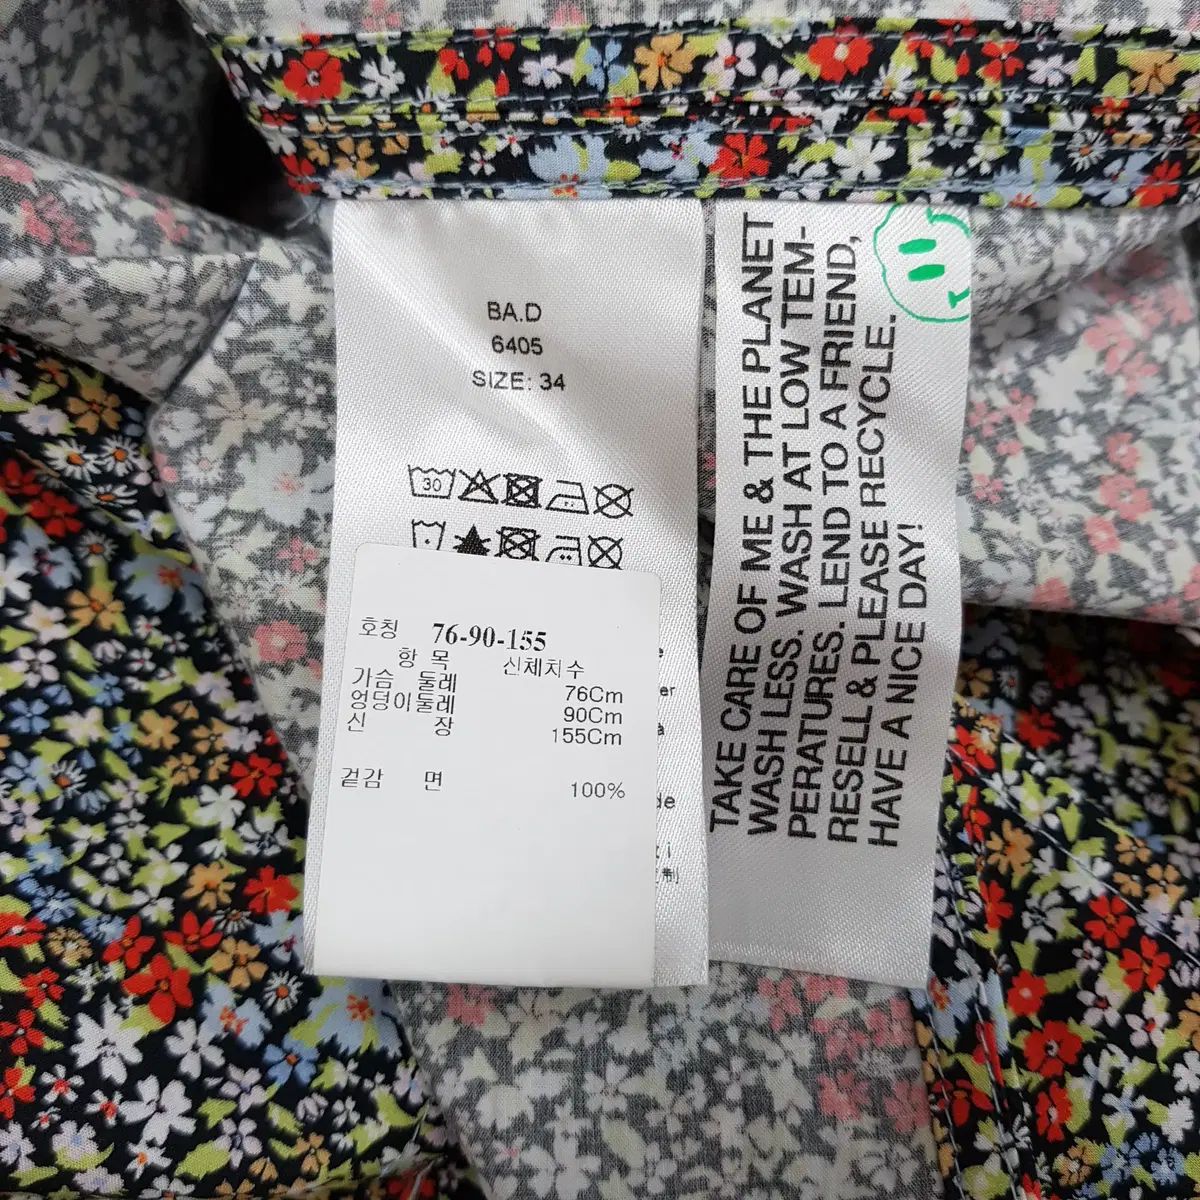 BA.D
6405
SIZE: 34
30
호칭 76-90-155
항 목 신체치수
가슴 둘레 76Cm
엉덩이둘레 90Cm
신 장 155Cm
겉감 면 100%
TAKE CARE OF ME & THE PLANET
WASH LESS. WASH AT LOW TEM-
PERATURES. LEND TO A FRIEND,
RESELL & PLEASE RECYCLE.
HAVE A NICE DAY!